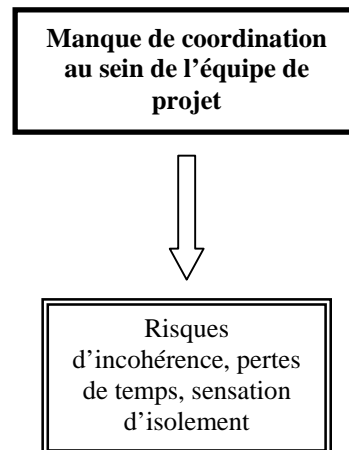 Manque de coordination
au sein de l’équipe de
projet
Risques
d’incohérence, pertes
de temps, sensation
d’isolement